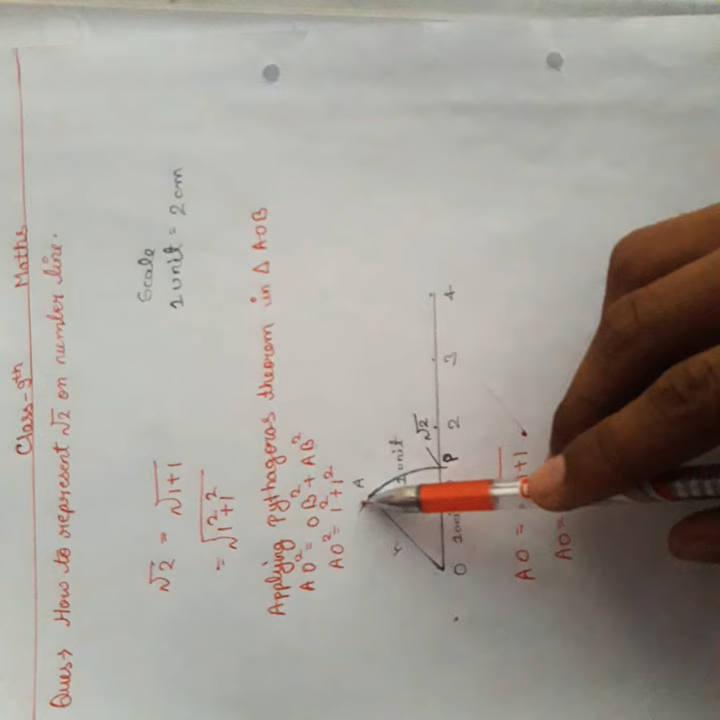 Class-9th Maths
Ques→ How to represent √2 on number line.
Scale
1 unit = 2 cm
√2 = √1+1
= √1²+1²
Applying Pythagoras theorem in Δ AOB
AO² = OB² + AB²
AO² = 1²+1²
A
unit
√2
P
O 1 2 3 4
AO = 1+1
AO =